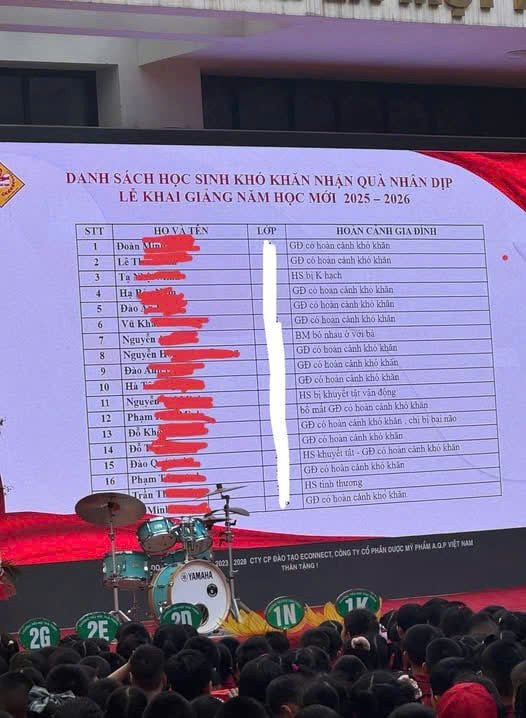 DANH SÁCH HỌC SINH KHÓ KHĂN NHẬN QUÀ NHÂN DỊP
LỄ KHAI GIẢNG NĂM HỌC MỚI 2025 – 2026
STT HỌ VÀ TÊN LỚP HOÀN CẢNH GIA ĐÌNH
1 Đoàn GĐ có hoàn cảnh khó khăn
2 Lê GĐ có hoàn cảnh khó khăn
3 Tạ HS bị K hạch
4 Hạ GĐ có hoàn cảnh khó khăn
5 Đào GĐ có hoàn cảnh khó khăn
6 Vũ GĐ có hoàn cảnh khó khăn
7 Nguyễn BM bỏ nhau ở với bà
8 Nguyễn GĐ có hoàn cảnh khó khăn
9 Đào GĐ có hoàn cảnh khó khăn
10 Hà GĐ có hoàn cảnh khó khăn
11 Nguyễn HS bị khuyết tật vận động
12 Phạm bố mất GĐ có hoàn cảnh khó khăn
13 Đỗ GĐ có hoàn cảnh khó khăn . chị bị bại não
14 Đỗ GĐ có hoàn cảnh khó khăn
15 Đào HS khuyết tật - GĐ có hoàn cảnh khó khăn
16 Phạm GĐ có hoàn cảnh khó khăn
Trần HS tình thương
GĐ có hoàn cảnh khó khăn
2023 - 2028 CTY CP ĐÀO TẠO ECONNECT, CÔNG TY CỔ PHẦN DƯỢC MỸ PHẨM A.Q.P VIỆT NAM
THÂN TẶNG !
YAMAHA
2G 2E 2D 1N 1K